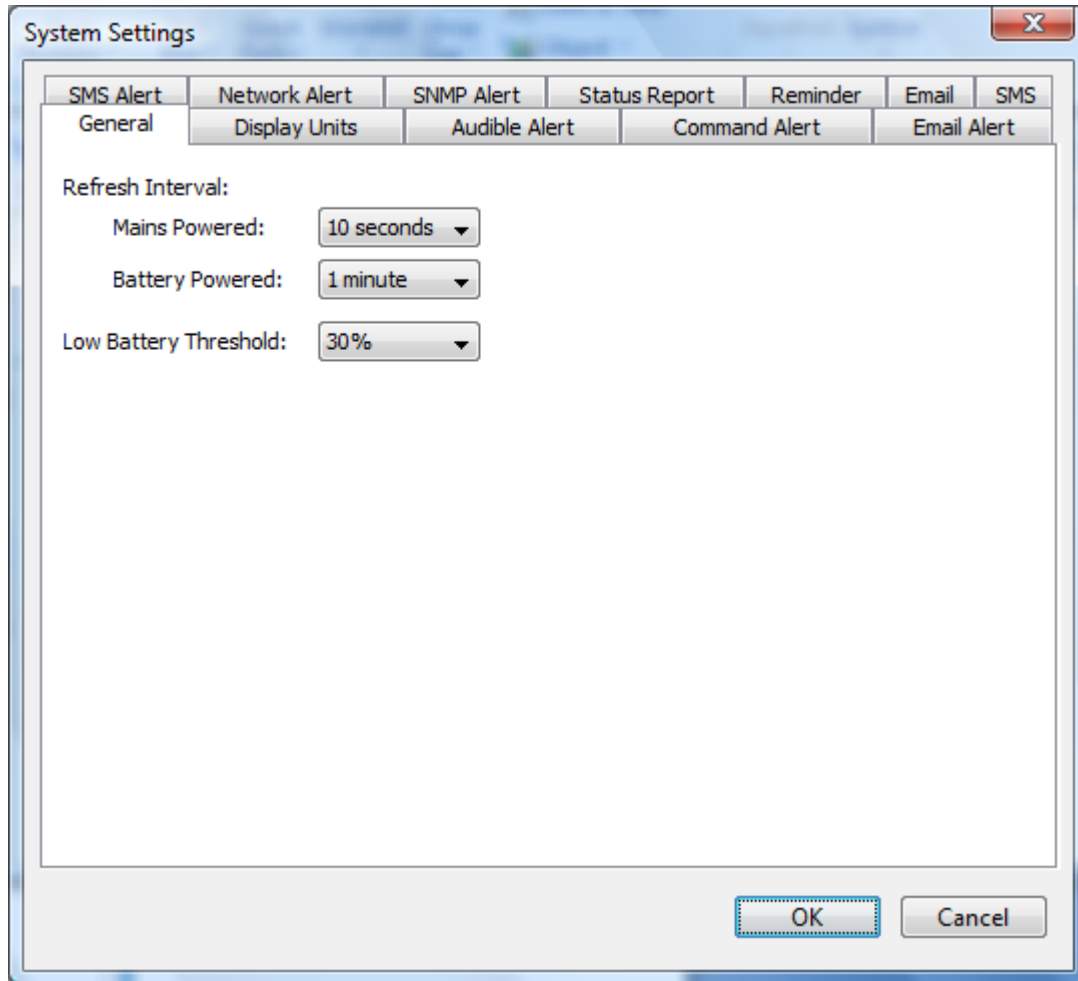 System Settings
SMS Alert Network Alert SNMP Alert Status Report Reminder Email SMS
General Display Units Audible Alert Command Alert Email Alert
Refresh Interval:
Mains Powered: 10 seconds
Battery Powered: 1 minute
Low Battery Threshold: 30%
OK Cancel